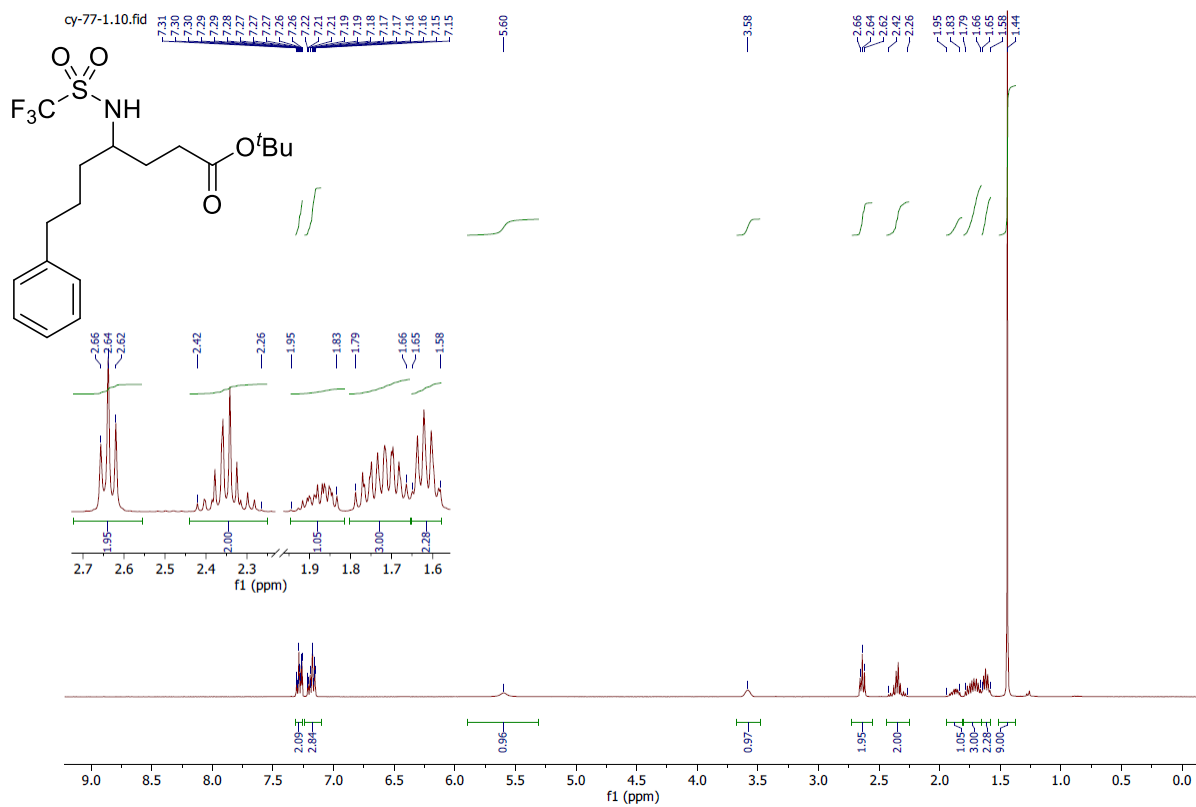 cy-77-1.10.fid
7.31 7.30 7.30 7.29 7.29 7.28 7.27 7.27 7.27 7.26 7.26 7.22 7.21 7.21 7.19 7.19 7.18 7.17 7.17 7.16 7.16 7.15 7.15 5.60 3.58 2.66 2.64 2.62 2.42 2.26 1.95 1.83 1.79 1.66 1.65 1.58 1.44
O O
S
F3C NH
OtBu
O
2.66 2.64 2.62 2.42 2.26 1.95 1.83 1.79 1.66 1.65 1.58
1.95 2.00 1.05 3.00 2.28
2.7 2.6 2.5 2.4 2.3 1.9 1.8 1.7 1.6
f1 (ppm)
2.09 2.84 0.96 0.97 1.95 2.00 1.05 3.00 2.28 9.00
9.0 8.5 8.0 7.5 7.0 6.5 6.0 5.5 5.0 4.5 4.0 3.5 3.0 2.5 2.0 1.5 1.0 0.5 0.0
f1 (ppm)